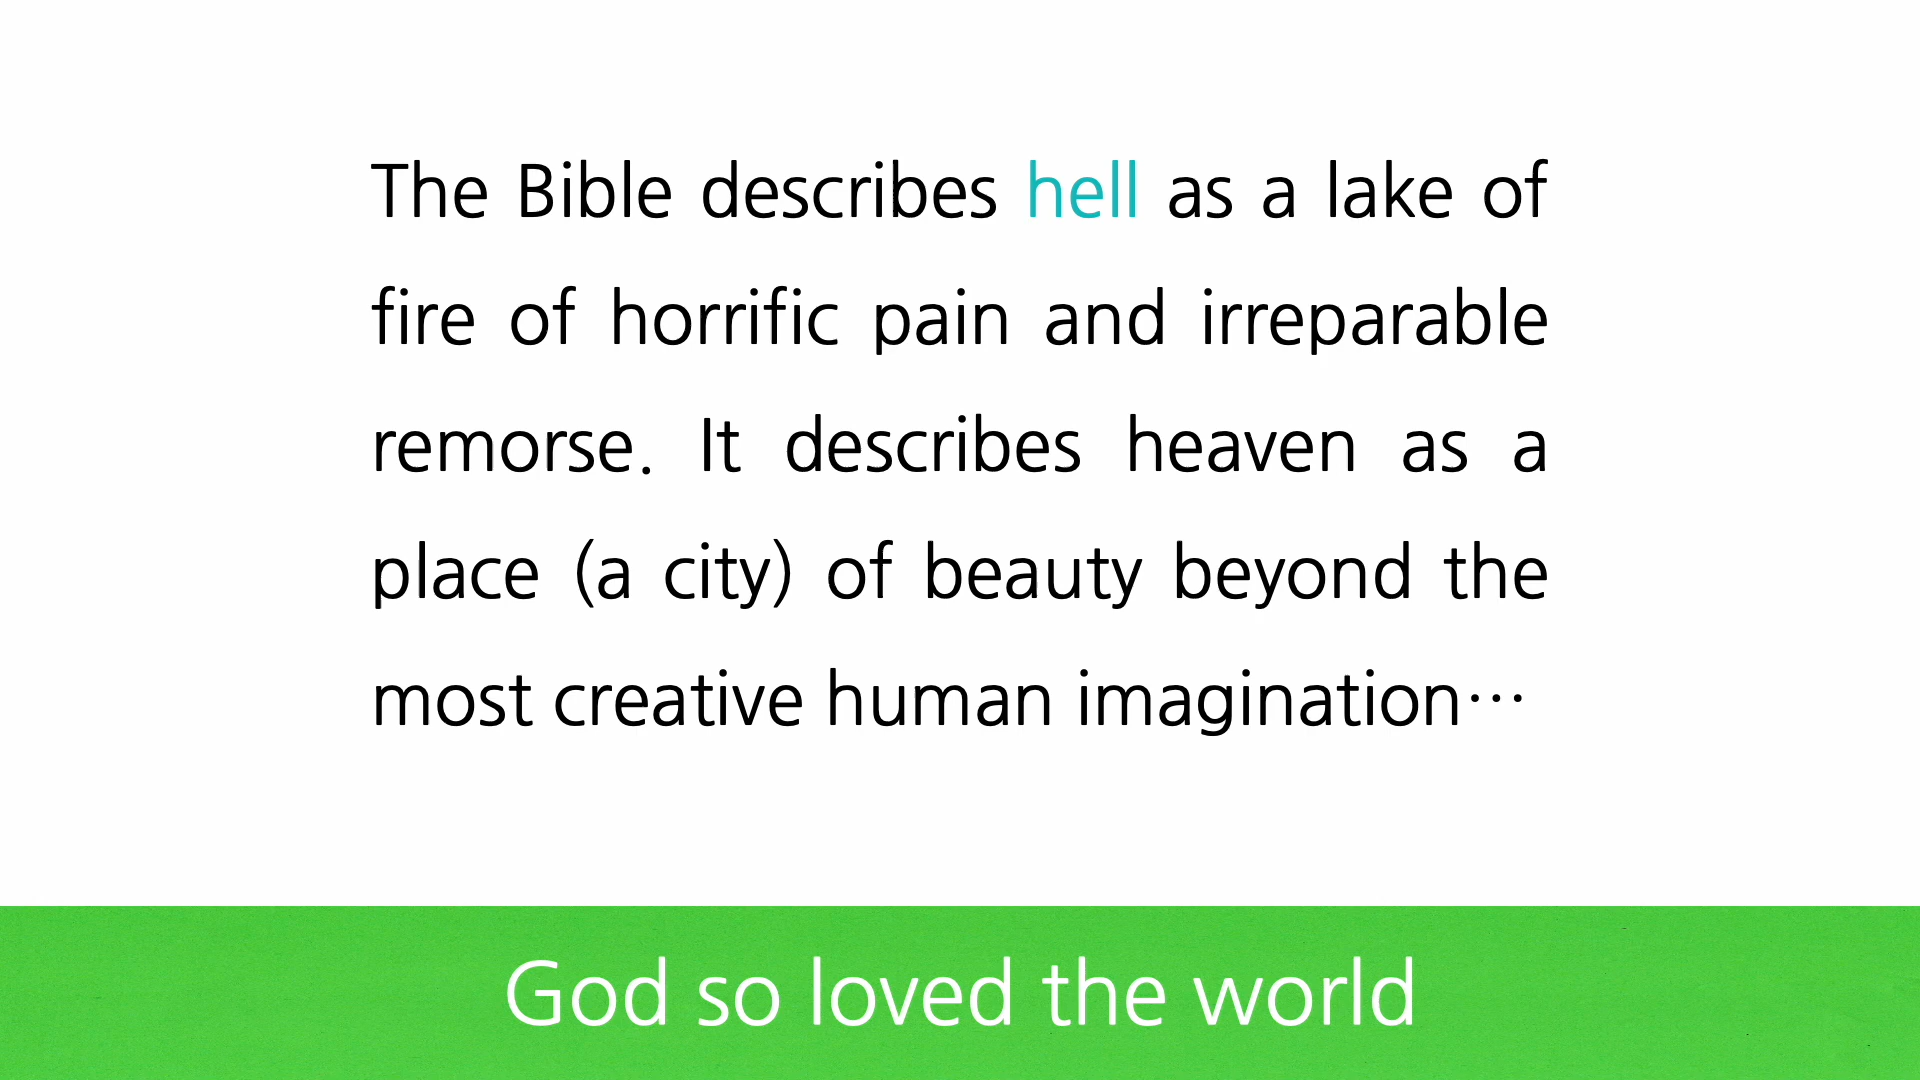 The Bible describes hell as a lake of
fire of horrific pain and irreparable
remorse. It describes heaven as a
place (a city) of beauty beyond the
most creative human imagination⋯
God so loved the world